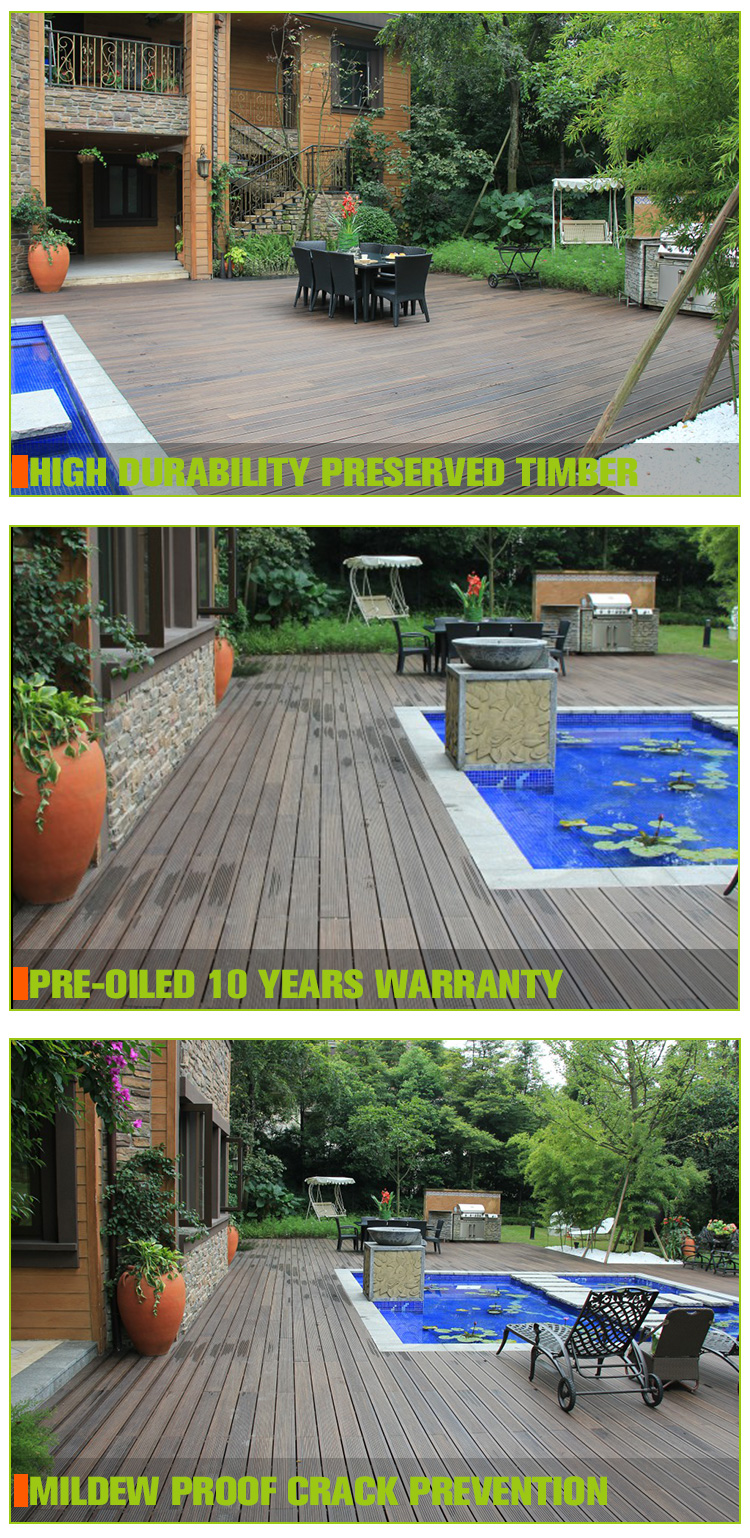 HIGH DURABILITY PRESERVED TIMBER
PRE-OILED 10 YEARS WARRANTY
MILDEW PROOF CRACK PREVENTION